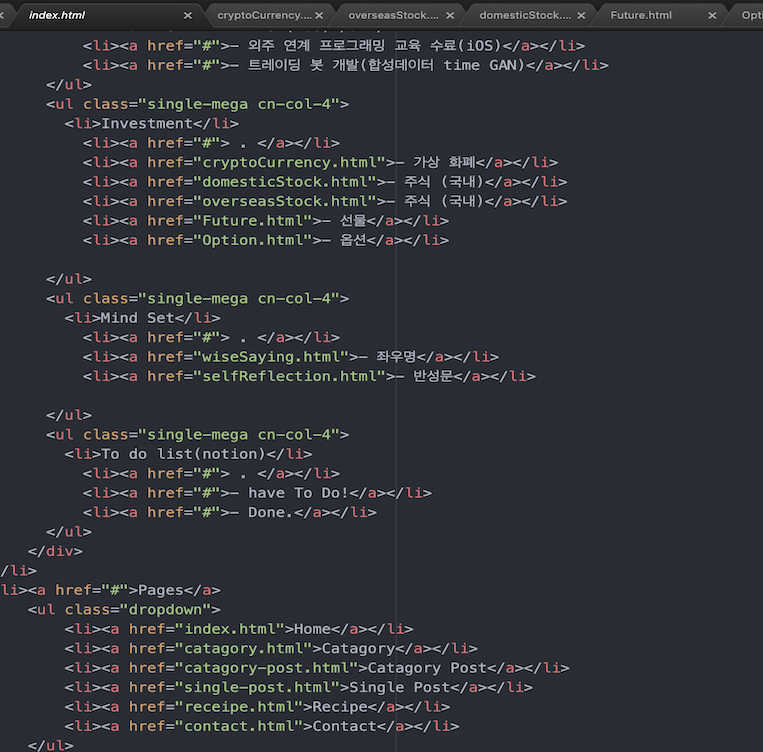 index.html × cryptoCurrency.... × overseasStock.... × domesticStock.... × Future.html × Opti
<li><a href="#">– 외주 연계 프로그래밍 교육 수료(iOS)</a></li>
<li><a href="#">– 트레이딩 봇 개발(합성데이터 time GAN)</a></li>
</ul>
<ul class="single-mega cn-col-4">
<li>Investment</li>
<li><a href="#"> . </a></li>
<li><a href="cryptoCurrency.html">– 가상 화폐</a></li>
<li><a href="domesticStock.html">– 주식 (국내)</a></li>
<li><a href="overseasStock.html">– 주식 (국내)</a></li>
<li><a href="Future.html">– 선물</a></li>
<li><a href="Option.html">– 옵션</a></li>
</ul>
<ul class="single-mega cn-col-4">
<li>Mind Set</li>
<li><a href="#"> . </a></li>
<li><a href="wiseSaying.html">– 좌우명</a></li>
<li><a href="selfReflection.html">– 반성문</a></li>
</ul>
<ul class="single-mega cn-col-4">
<li>To do list(notion)</li>
<li><a href="#"> . </a></li>
<li><a href="#">– have To Do!</a></li>
<li><a href="#">– Done.</a></li>
</ul>
</div>
/li>
li><a href="#">Pages</a>
<ul class="dropdown">
<li><a href="index.html">Home</a></li>
<li><a href="catagory.html">Catagory</a></li>
<li><a href="catagory-post.html">Catagory Post</a></li>
<li><a href="single-post.html">Single Post</a></li>
<li><a href="receipe.html">Recipe</a></li>
<li><a href="contact.html">Contact</a></li>
</ul>